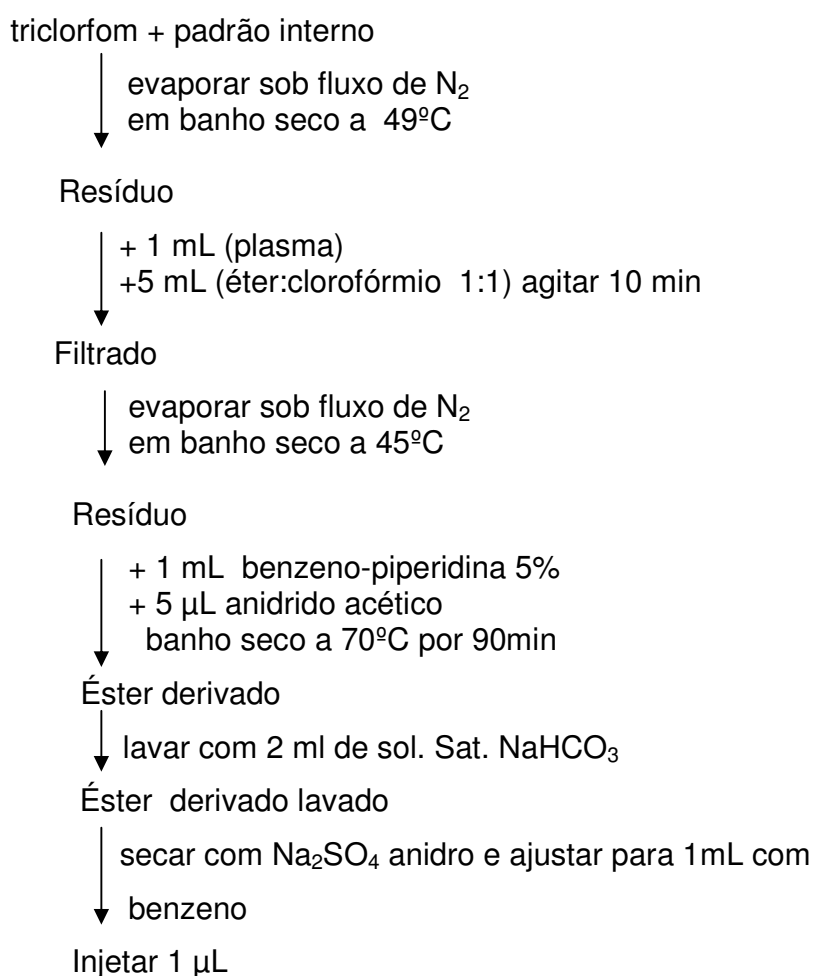 triclorfom + padrão interno
evaporar sob fluxo de N₂
em banho seco a 49ºC
Resíduo
+ 1 mL (plasma)
+5 mL (éter:clorofórmio 1:1) agitar 10 min
Filtrado
evaporar sob fluxo de N₂
em banho seco a 45ºC
Resíduo
+ 1 mL benzeno-piperidina 5%
+ 5 µL anidrido acético
banho seco a 70ºC por 90min
Éster derivado
lavar com 2 ml de sol. Sat. NaHCO₃
Éster derivado lavado
secar com Na₂SO₄ anidro e ajustar para 1mL com
benzeno
Injetar 1 µL